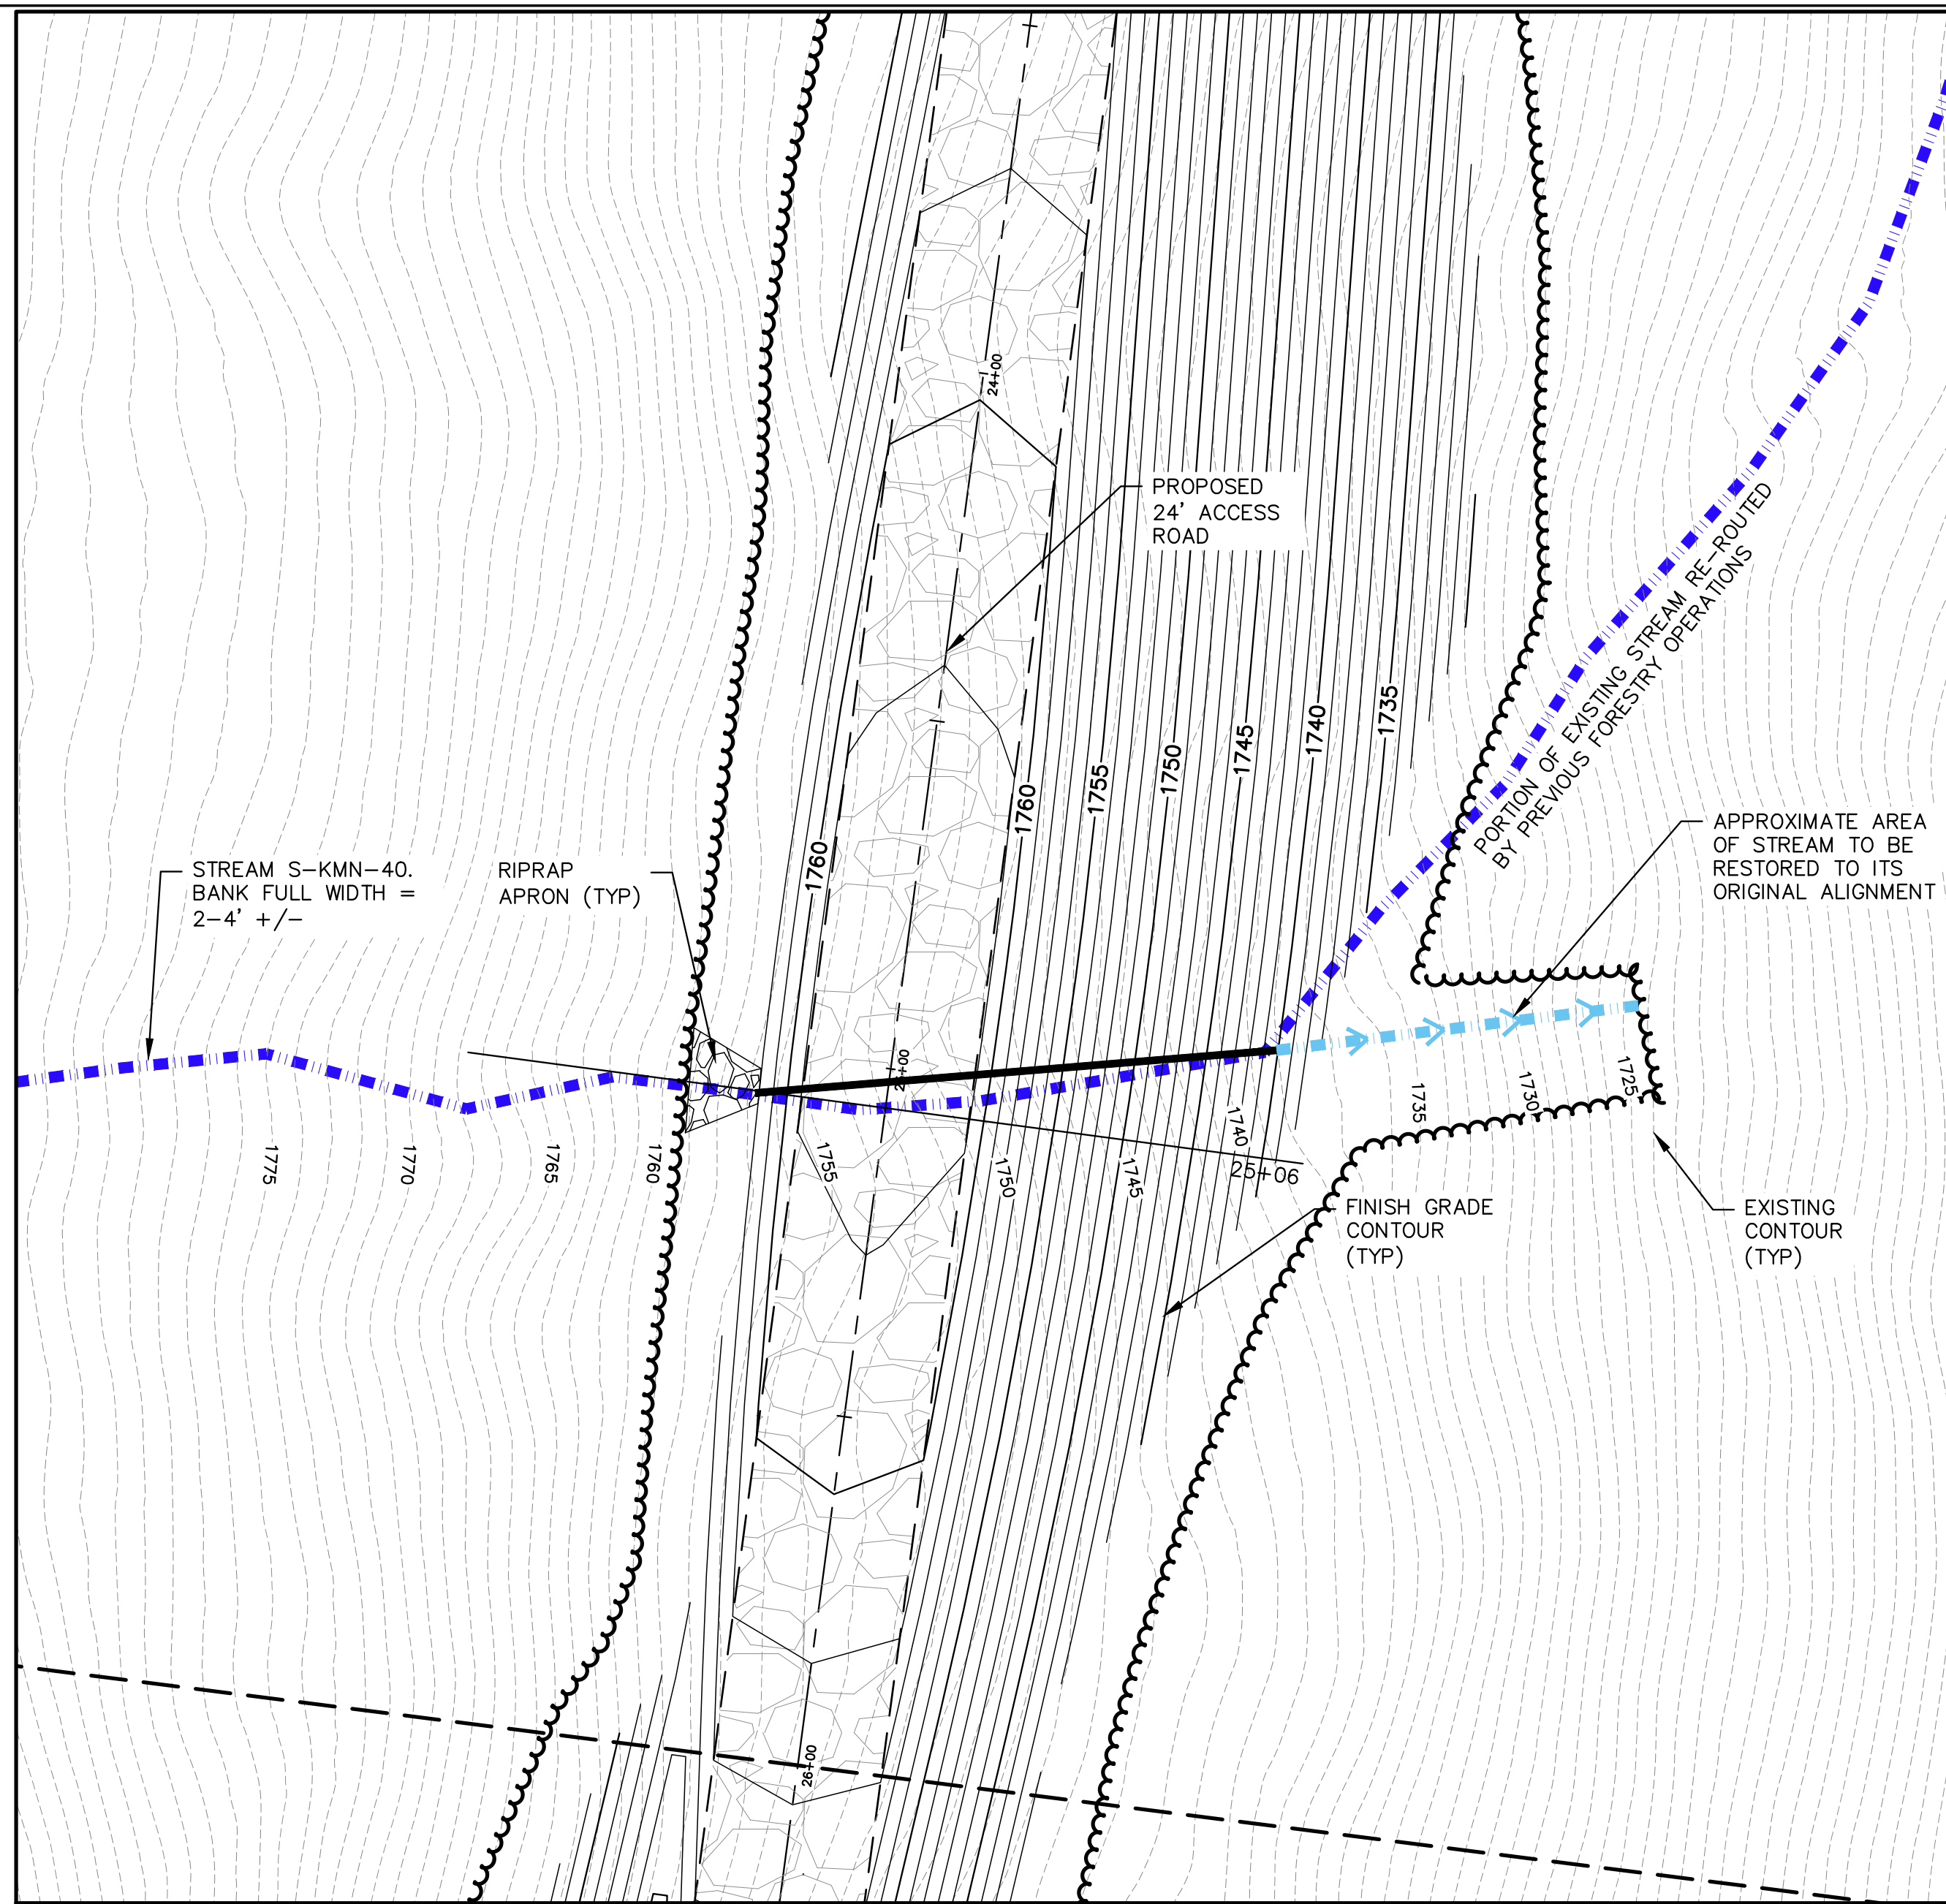 24+00
PROPOSED
24' ACCESS
ROAD
PORTION OF EXISTING STREAM RE-ROUTED
BY PREVIOUS FORESTRY OPERATIONS
1760
1760
1755
1750
1745
1740
1735
APPROXIMATE AREA
OF STREAM TO BE
RESTORED TO ITS
ORIGINAL ALIGNMENT
STREAM S-KMN-40.
BANK FULL WIDTH =
2-4' +/-
RIPRAP
APRON (TYP)
1775
1770
1765
1760
1755
1750
1745
1740
1735
1730
1725
25+06
FINISH GRADE
CONTOUR
(TYP)
EXISTING
CONTOUR
(TYP)
26+00